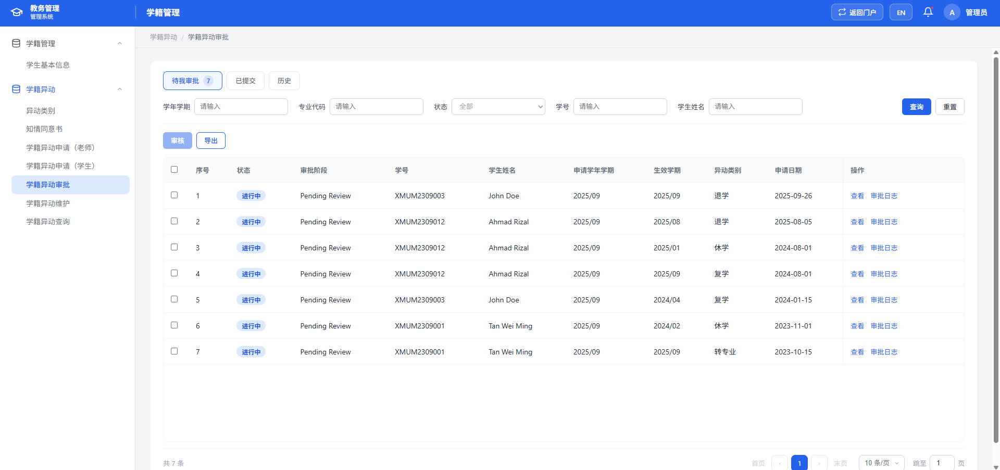 教务管理
管理系统
学籍管理
返回门户
EN
A
管理员
学籍管理
学生基本信息
学籍异动
异动类别
知情同意书
学籍异动申请（老师）
学籍异动申请（学生）
学籍异动审批
学籍异动维护
学籍异动查询
学籍异动 / 学籍异动审批
待我审批 7 已提交 历史
学年学期 请输入 专业代码 请输入 状态 全部 学号 请输入 学生姓名 请输入 查询 重置
审核 导出
序号 状态 审批阶段 学号 学生姓名 申请学年学期 生效学期 异动类别 申请日期 操作
1 进行中 Pending Review XMUM2309003 John Doe 2025/09 2025/09 退学 2025-09-26 查看 审批日志
2 进行中 Pending Review XMUM2309012 Ahmad Rizal 2025/09 2025/08 退学 2025-08-05 查看 审批日志
3 进行中 Pending Review XMUM2309012 Ahmad Rizal 2025/09 2025/01 休学 2024-08-01 查看 审批日志
4 进行中 Pending Review XMUM2309012 Ahmad Rizal 2025/09 2025/09 复学 2024-08-01 查看 审批日志
5 进行中 Pending Review XMUM2309003 John Doe 2025/09 2024/04 复学 2024-01-15 查看 审批日志
6 进行中 Pending Review XMUM2309001 Tan Wei Ming 2025/09 2024/02 休学 2023-11-01 查看 审批日志
7 进行中 Pending Review XMUM2309001 Tan Wei Ming 2025/09 2025/09 转专业 2023-10-15 查看 审批日志
共 7 条
首页 ‹ 1 › 末页 10 条/页 跳至 1 页